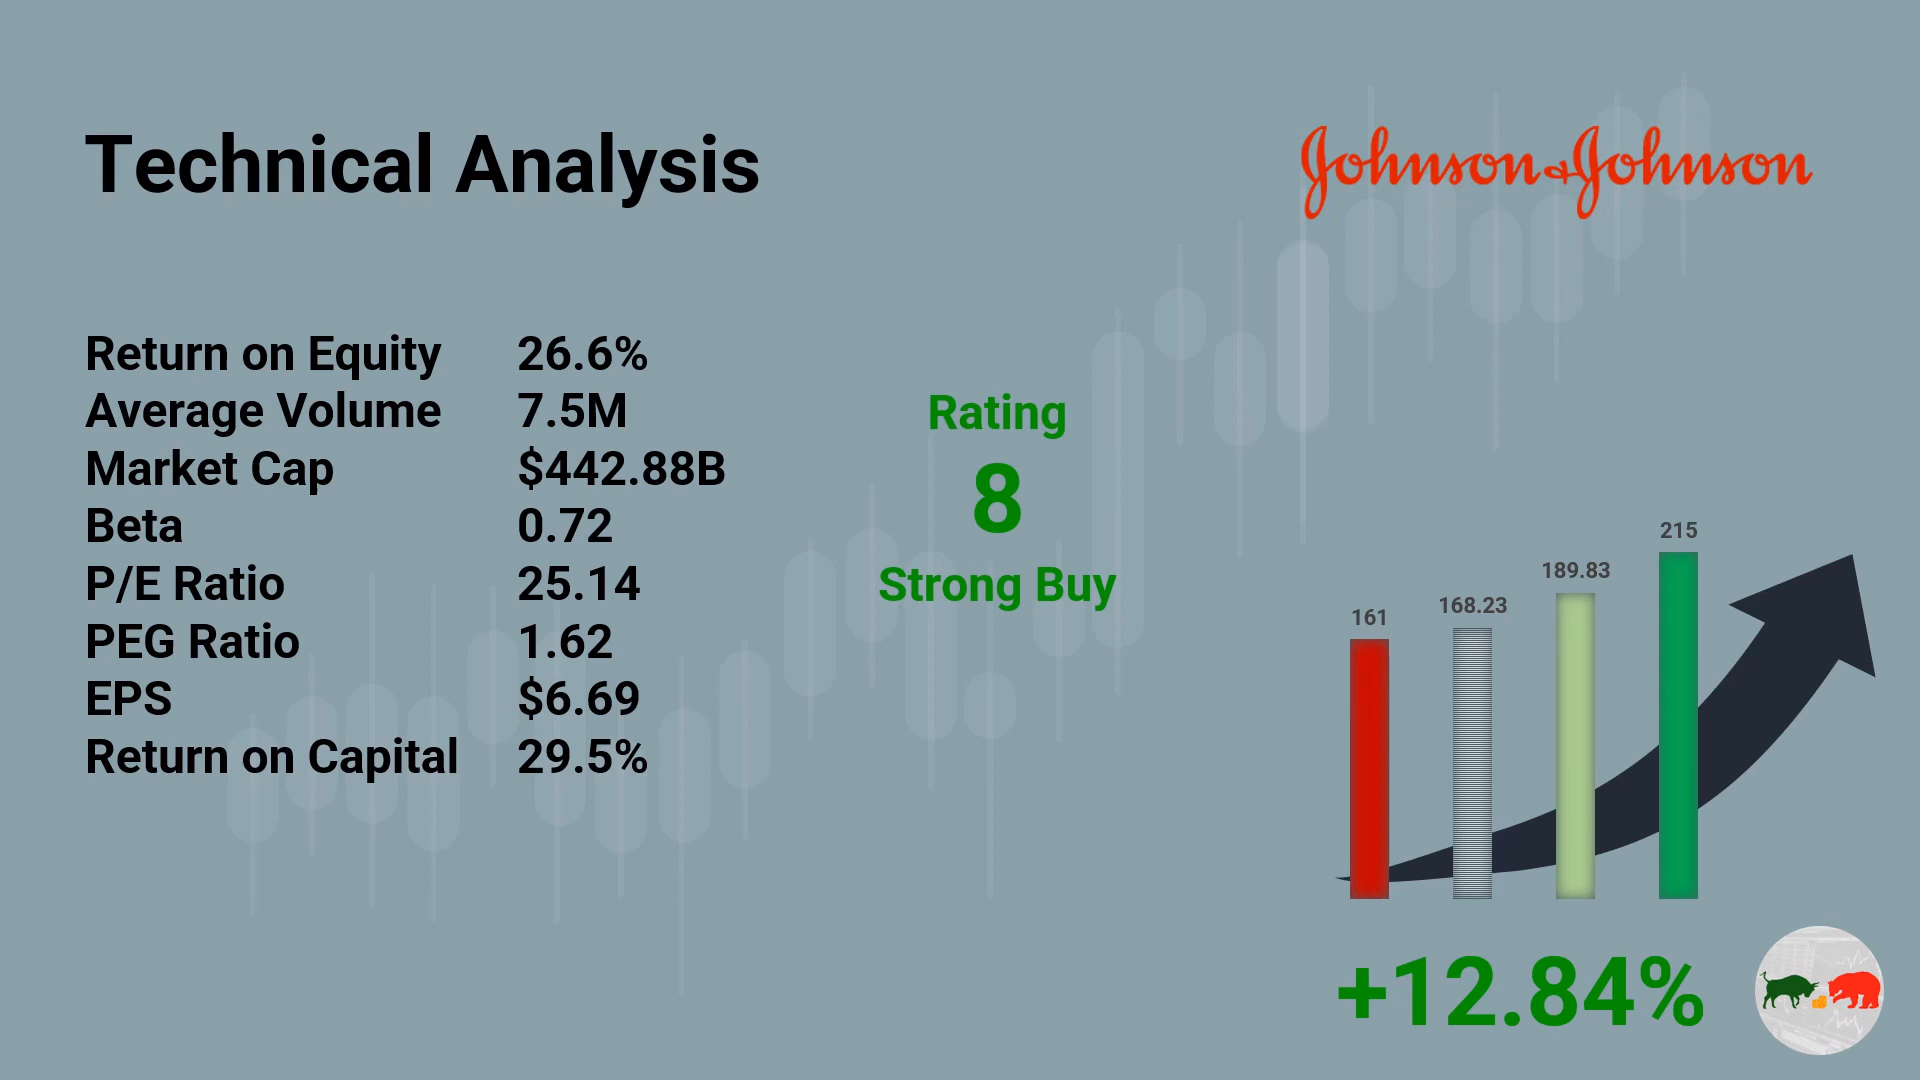 Technical Analysis
Johnson & Johnson
Return on Equity 26.6%
Average Volume 7.5M
Market Cap $442.88B
Beta 0.72
P/E Ratio 25.14
PEG Ratio 1.62
EPS $6.69
Return on Capital 29.5%
Rating
8
Strong Buy
161
168.23
189.83
215
+12.84%